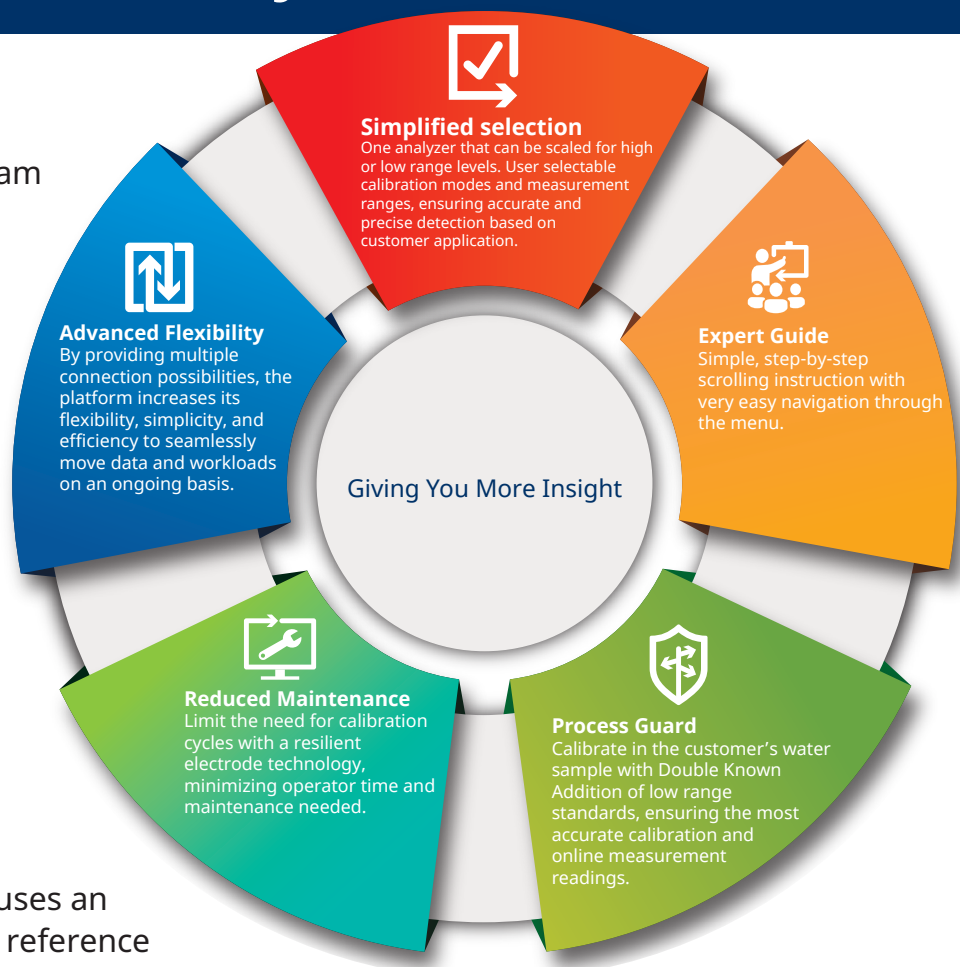 Simplified selection
One analyzer that can be scaled for high
or low range levels. User selectable
calibration modes and measurement
ranges, ensuring accurate and
precise detection based on
customer application.
am
Advanced Flexibility
By providing multiple
connection possibilities, the
platform increases its
flexibility, simplicity, and
efficiency to seamlessly
move data and workloads
on an ongoing basis.
Expert Guide
Simple, step-by-step
scrolling instruction with
very easy navigation through
the menu.
Giving You More Insight
Reduced Maintenance
Limit the need for calibration
cycles with a resilient
electrode technology,
minimizing operator time and
maintenance needed.
Process Guard
Calibrate in the customer’s water
sample with Double Known
Addition of low range
standards, ensuring the most
accurate calibration and
online measurement
readings.
uses an
reference